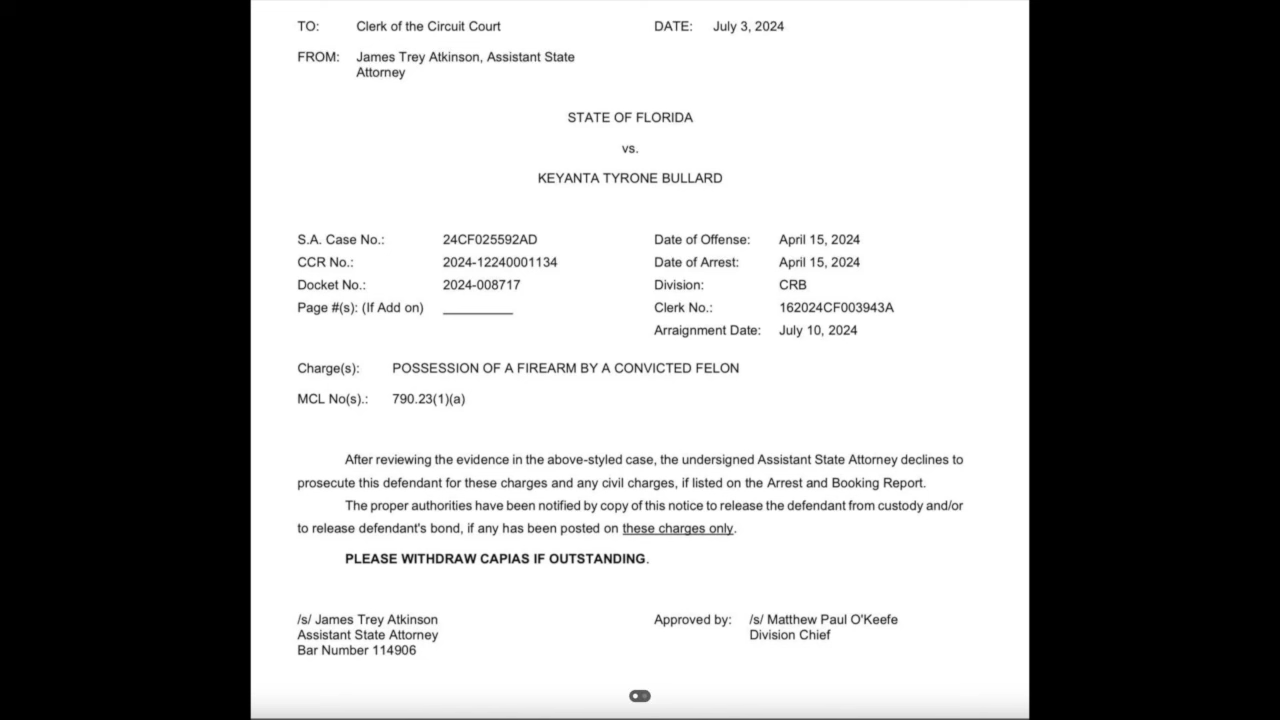 TO: Clerk of the Circuit Court DATE: July 3, 2024
FROM: James Trey Atkinson, Assistant State
Attorney
STATE OF FLORIDA
vs.
KEYANTA TYRONE BULLARD
S.A. Case No.: 24CF025592AD Date of Offense: April 15, 2024
CCR No.: 2024-12240001134 Date of Arrest: April 15, 2024
Docket No.: 2024-008717 Division: CRB
Page #(s): (If Add on) Clerk No.: 162024CF003943A
Arraignment Date: July 10, 2024
Charge(s): POSSESSION OF A FIREARM BY A CONVICTED FELON
MCL No(s).: 790.23(1)(a)
After reviewing the evidence in the above-styled case, the undersigned Assistant State Attorney declines to
prosecute this defendant for these charges and any civil charges, if listed on the Arrest and Booking Report.
The proper authorities have been notified by copy of this notice to release the defendant from custody and/or
to release defendant's bond, if any has been posted on these charges only.
PLEASE WITHDRAW CAPIAS IF OUTSTANDING.
/s/ James Trey Atkinson Approved by: /s/ Matthew Paul O'Keefe
Assistant State Attorney Division Chief
Bar Number 114906